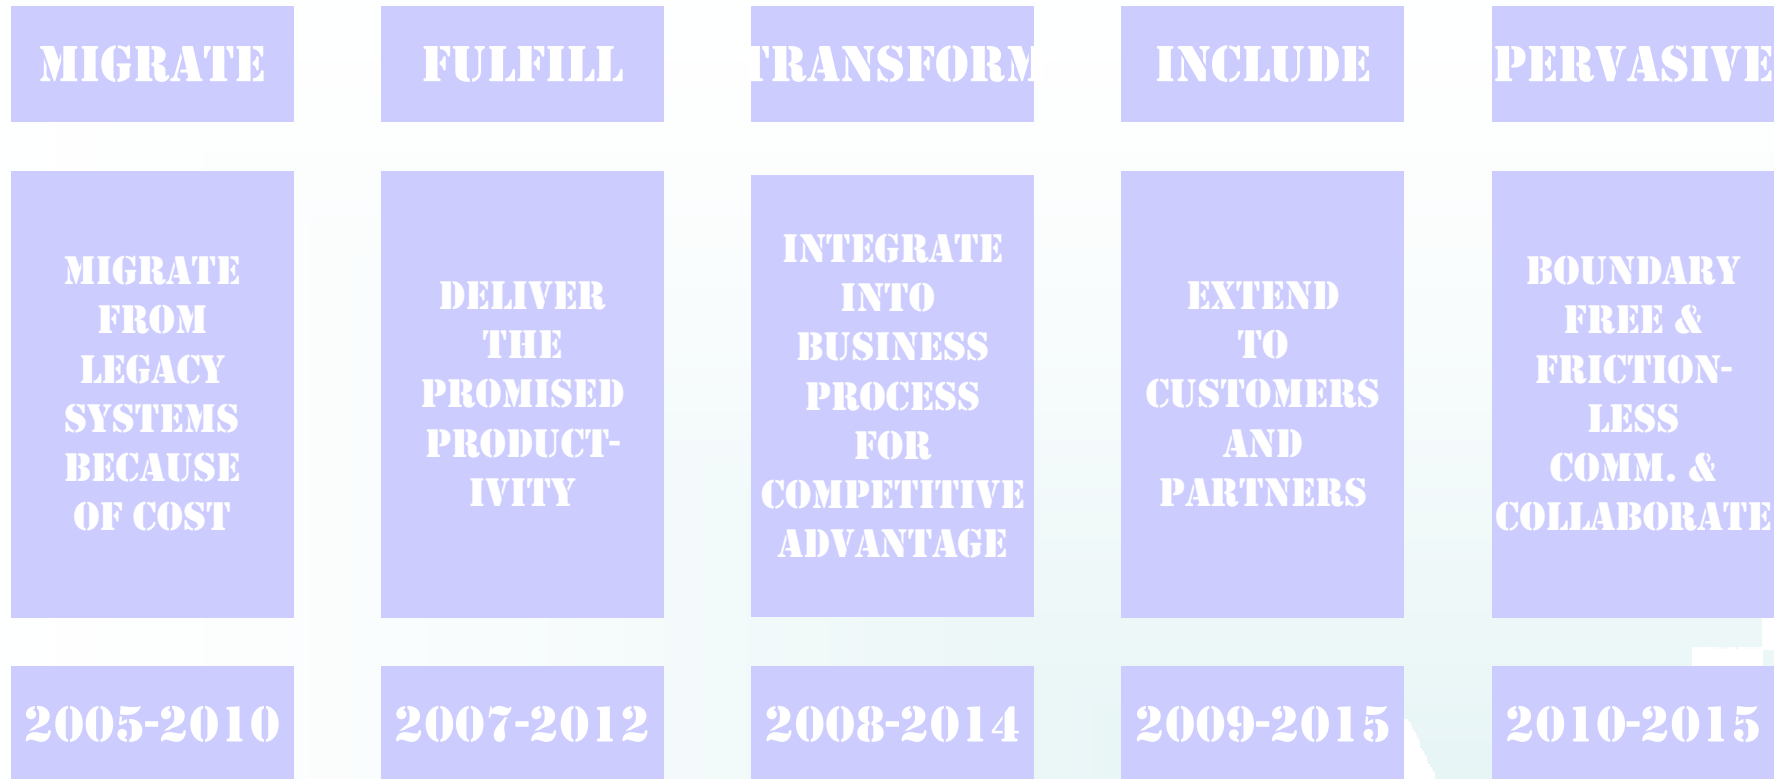 MIGRATE
FULFILL
TRANSFORM
INCLUDE
PERVASIVE
MIGRATE
FROM
LEGACY
SYSTEMS
BECAUSE
OF COST
DELIVER
THE
PROMISED
PRODUCT-
IVITY
INTEGRATE
INTO
BUSINESS
PROCESS
FOR
COMPETITIVE
ADVANTAGE
EXTEND
TO
CUSTOMERS
AND
PARTNERS
BOUNDARY
FREE &
FRICTION-
LESS
COMM. &
COLLABORATE
2005-2010
2007-2012
2008-2014
2009-2015
2010-2015